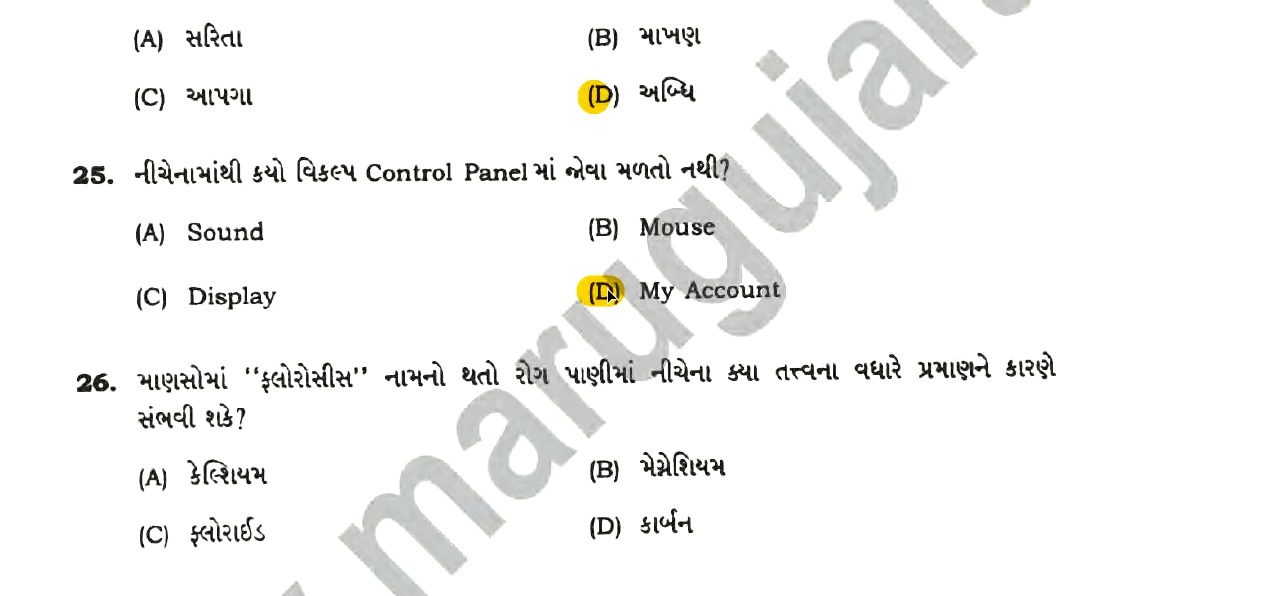 (A) સરિતા (B) માખણ
(C) આપગા (D) અબ્ધિ
25. નીચેનામાંથી કયો વિકલ્પ Control Panel માં જોવા મળતો નથી?
(A) Sound (B) Mouse
(C) Display (D) My Account
26. માણસોમાં ‘‘ફ્લોરોસીસ’’ નામનો થતો રોગ પાણીમાં નીચેના ક્યા તત્ત્વના વધારે પ્રમાણને કારણે
સંભવી શકે?
(A) કેલ્શિયમ (B) મેગ્નેશિયમ
(C) ફ્લોરાઈડ (D) કાર્બન
marugujar